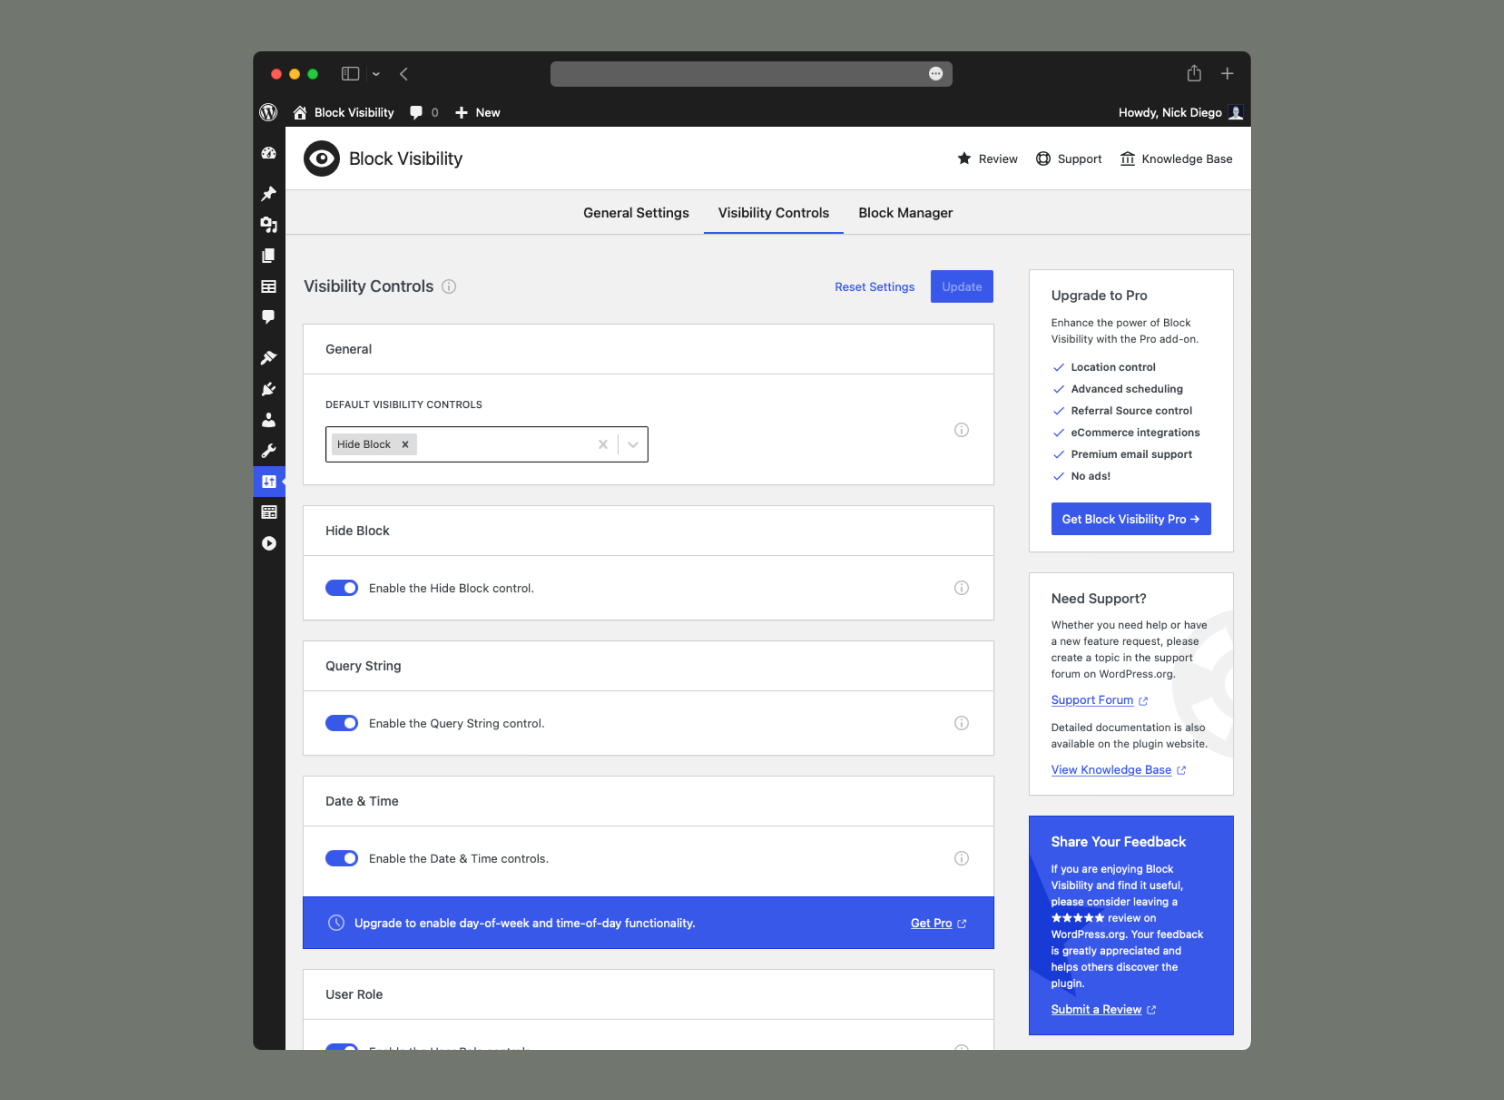 Block Visibility 0 New
Howdy, Nick Diego
Block Visibility
Review Support Knowledge Base
General Settings Visibility Controls Block Manager
Visibility Controls
Reset Settings Update
General
DEFAULT VISIBILITY CONTROLS
Hide Block
Hide Block
Enable the Hide Block control.
Query String
Enable the Query String control.
Date & Time
Enable the Date & Time controls.
Upgrade to enable day-of-week and time-of-day functionality.
Get Pro
User Role
Upgrade to Pro
Enhance the power of Block
Visibility with the Pro add-on.
Location control
Advanced scheduling
Referral Source control
eCommerce integrations
Premium email support
No ads!
Get Block Visibility Pro →
Need Support?
Whether you need help or have
a new feature request, please
create a topic in the support
forum on WordPress.org.
Support Forum
Detailed documentation is also
available on the plugin website.
View Knowledge Base
Share Your Feedback
If you are enjoying Block
Visibility and find it useful,
please consider leaving a
★★★★★ review on
WordPress.org. Your feedback
is greatly appreciated and
helps others discover the
plugin.
Submit a Review